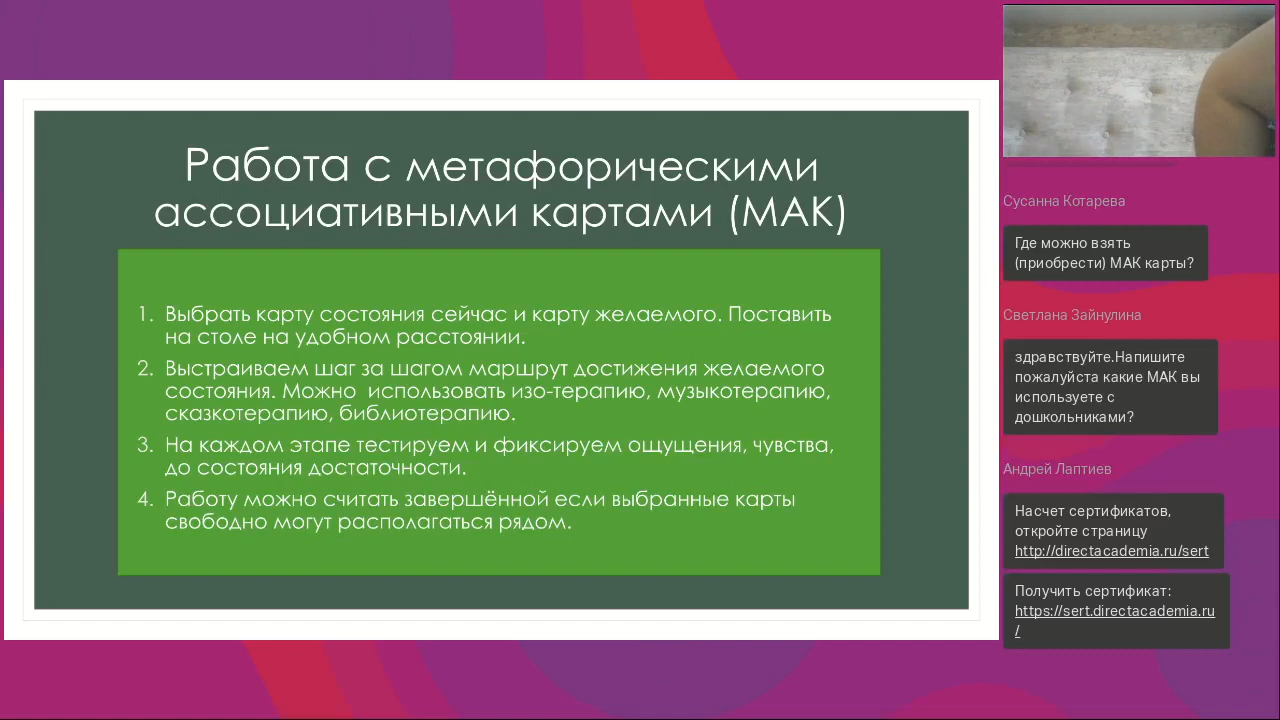 Работа с метафорическими
ассоциативными картами (МАК)
1. Выбрать карту состояния сейчас и карту желаемого. Поставить
на столе на удобном расстоянии.
2. Выстраиваем шаг за шагом маршрут достижения желаемого
состояния. Можно использовать изо-терапию, музыкотерапию,
сказкотерапию, библиотерапию.
3. На каждом этапе тестируем и фиксируем ощущения, чувства,
до состояния достаточности.
4. Работу можно считать завершённой если выбранные карты
свободно могут располагаться рядом.
Сусанна Котарева
Где можно взять
(приобрести) МАК карты?
Светлана Зайнулина
здравствуйте.Напишите
пожалуйста какие МАК вы
используете с
дошкольниками?
Андрей Лаптиев
Насчет сертификатов,
откройте страницу
http://directacademia.ru/sert
Получить сертификат:
https://sert.directacademia.ru
/